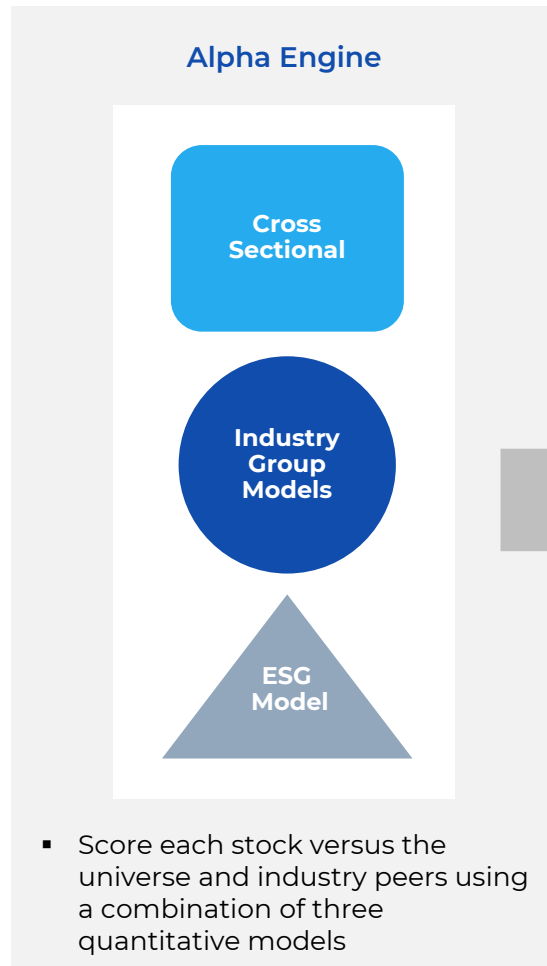 Alpha Engine
Cross
Sectional
Industry
Group
Models
ESG
Model
▪ Score each stock versus the
universe and industry peers using
a combination of three
quantitative models